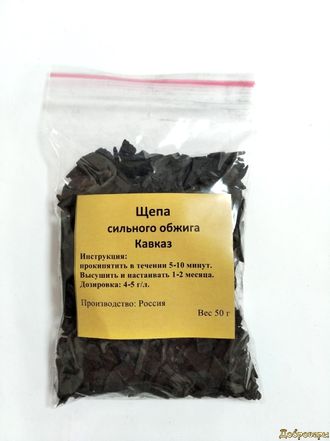 Щепа
сильного обжига
Кавказ
Инструкция:
прокипятить в течении 5-10 минут.
Высушить и настаивать 1-2 месяца.
Дозировка: 4-5 г/л.
Производство: Россия
Вес 50 г
Добровары